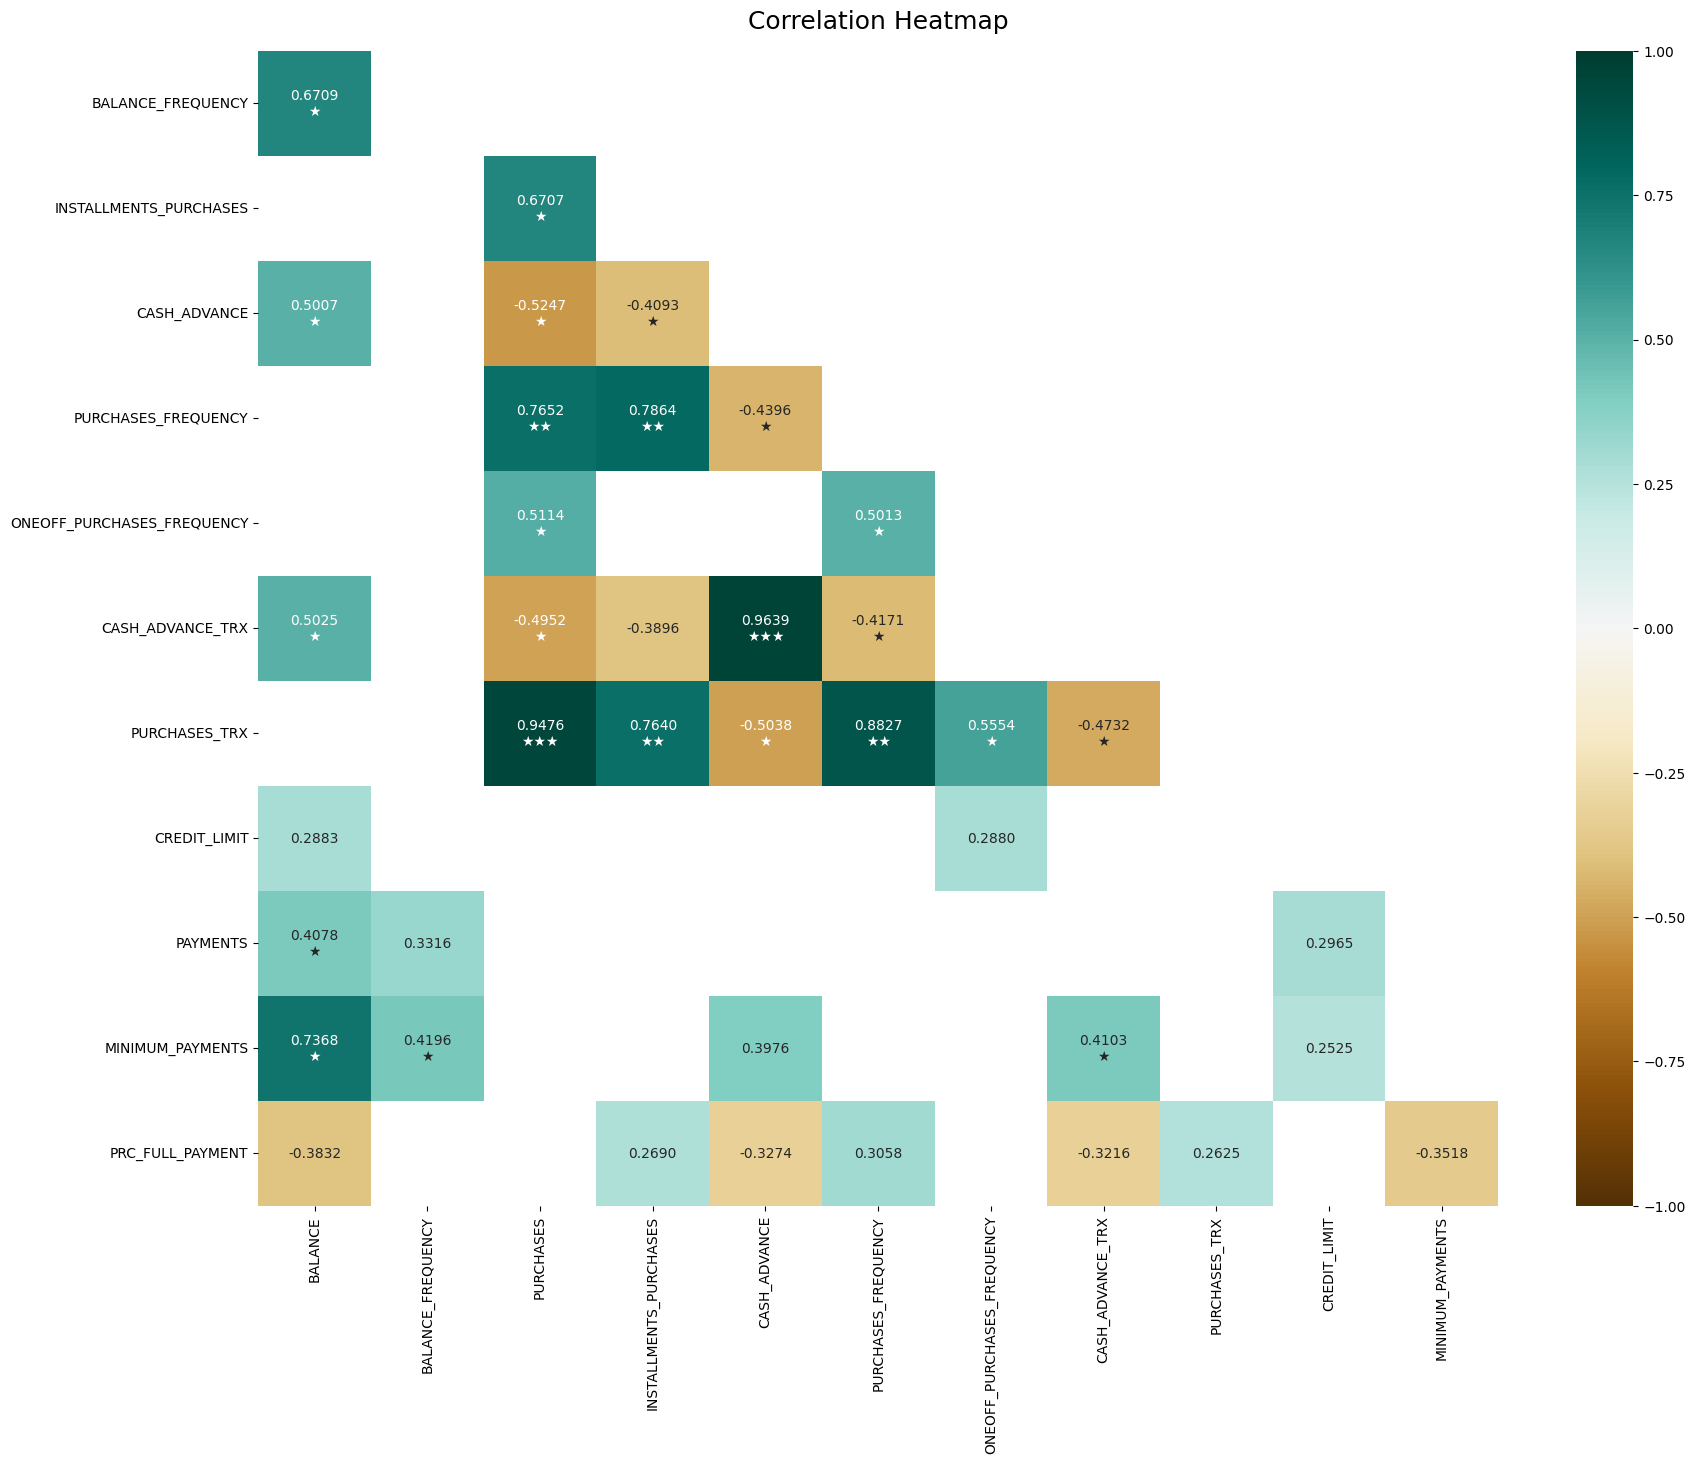 Correlation Heatmap
BALANCE_FREQUENCY
0.6709
★
INSTALLMENTS_PURCHASES
0.6707
★
CASH_ADVANCE
0.5007 -0.5247 -0.4093
★ ★ ★
PURCHASES_FREQUENCY
0.7652 0.7864 -0.4396
★★ ★★ ★
ONEOFF_PURCHASES_FREQUENCY
0.5114 0.5013
★ ★
CASH_ADVANCE_TRX
0.5025 -0.4952 -0.3896 0.9639 -0.4171
★ ★ ★★★ ★
PURCHASES_TRX
0.9476 0.7640 -0.5038 0.8827 0.5554 -0.4732
★★★ ★★ ★ ★★ ★ ★
CREDIT_LIMIT
0.2883 0.2880
PAYMENTS
0.4078 0.3316 0.2965
★
MINIMUM_PAYMENTS
0.7368 0.4196 0.3976 0.4103 0.2525
★ ★ ★
PRC_FULL_PAYMENT
-0.3832 0.2690 -0.3274 0.3058 -0.3216 0.2625 -0.3518
BALANCE
BALANCE_FREQUENCY
PURCHASES
INSTALLMENTS_PURCHASES
CASH_ADVANCE
PURCHASES_FREQUENCY
ONEOFF_PURCHASES_FREQUENCY
CASH_ADVANCE_TRX
PURCHASES_TRX
CREDIT_LIMIT
MINIMUM_PAYMENTS
1.00
0.75
0.50
0.25
0.00
−0.25
−0.50
−0.75
−1.00